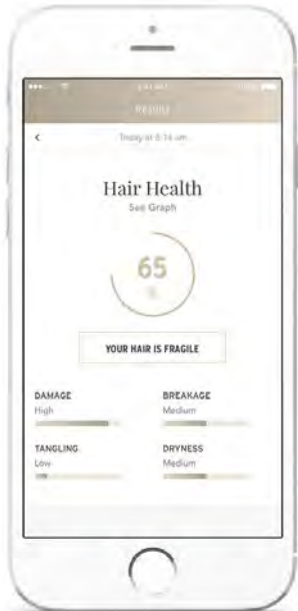 Results
Today at 8:16 am
Hair Health
See Graph
65
YOUR HAIR IS FRAGILE
DAMAGE
High
BREAKAGE
Medium
TANGLING
Low
DRYNESS
Medium